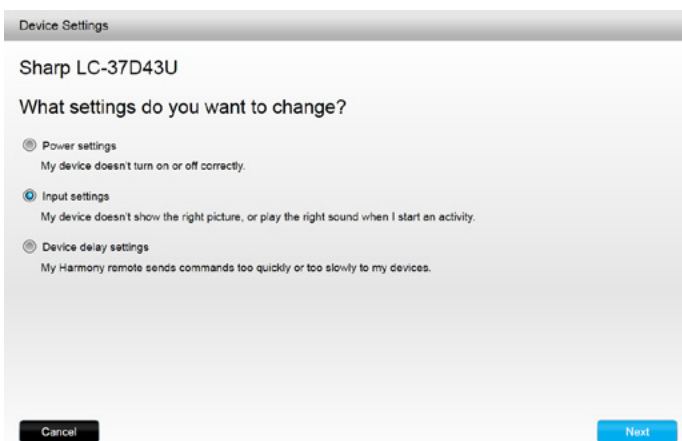 Device Settings
Sharp LC-37D43U
What settings do you want to change?
Power settings
My device doesn't turn on or off correctly.
Input settings
My device doesn't show the right picture, or play the right sound when I start an activity.
Device delay settings
My Harmony remote sends commands too quickly or too slowly to my devices.
Cancel
Next